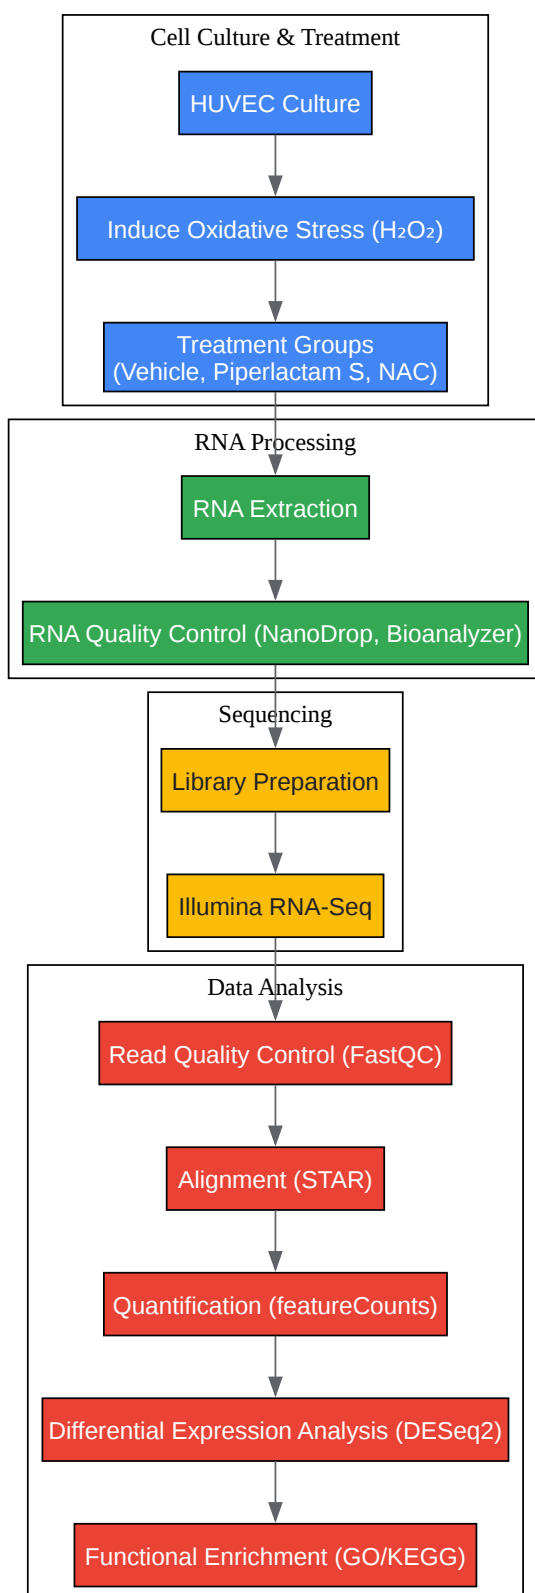 Cell Culture & Treatment
HUVEC Culture
Induce Oxidative Stress (H₂O₂)
Treatment Groups
(Vehicle, Piperlactam S, NAC)
RNA Processing
RNA Extraction
RNA Quality Control (NanoDrop, Bioanalyzer)
Sequencing
Library Preparation
Illumina RNA-Seq
Data Analysis
Read Quality Control (FastQC)
Alignment (STAR)
Quantification (featureCounts)
Differential Expression Analysis (DESeq2)
Functional Enrichment (GO/KEGG)